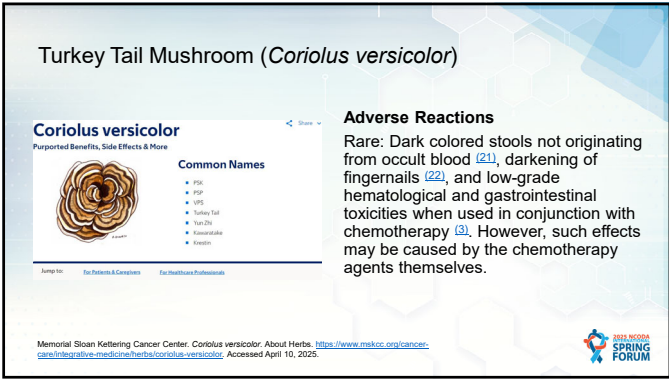 Turkey Tail Mushroom (Coriolus versicolor)
Share
Coriolus versicolor
Purported Benefits, Side Effects & More
Common Names
PSK
PSP
VPS
Turkey Tail
Yun Zhi
Kawaratake
Krestin
Jump to:
For Patients & Caregivers
For Healthcare Professionals
Adverse Reactions
Rare: Dark colored stools not originating
from occult blood (21), darkening of
fingernails (22), and low-grade
hematological and gastrointestinal
toxicities when used in conjunction with
chemotherapy (3). However, such effects
may be caused by the chemotherapy
agents themselves.
Memorial Sloan Kettering Cancer Center. Coriolus versicolor. About Herbs. https://www.mskcc.org/cancer-
care/integrative-medicine/herbs/coriolus-versicolor. Accessed April 10, 2025.
2025 NCODA
INTERNATIONAL
SPRING
FORUM